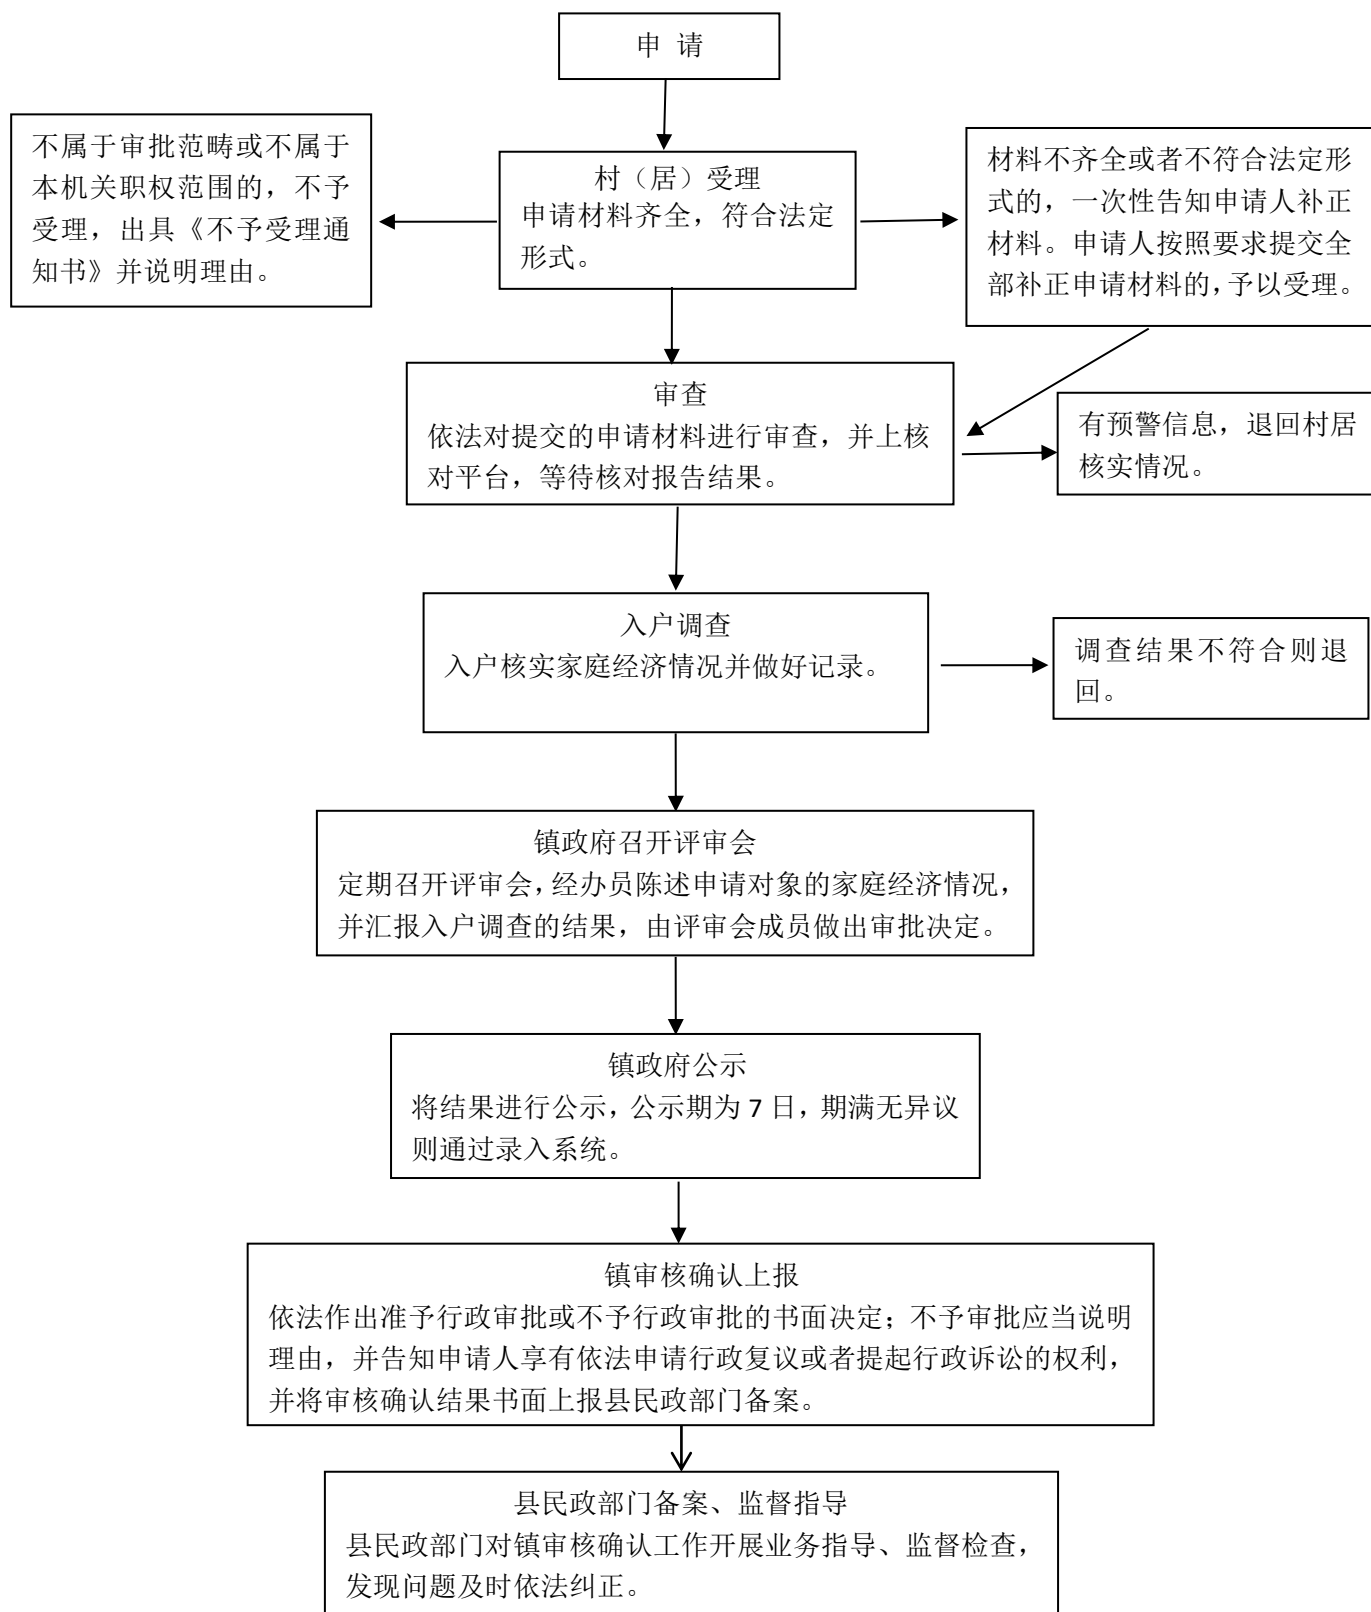 申 请
不属于审批范畴或不属于
本机关职权范围的，不予
受理，出具《不予受理通
知书》并说明理由。
村（居）受理
申请材料齐全，符合法定
形式。
材料不齐全或者不符合法定形
式的，一次性告知申请人补正
材料。申请人按照要求提交全
部补正申请材料的，予以受理。
审查
依法对提交的申请材料进行审查，并上核
对平台，等待核对报告结果。
有预警信息，退回村居
核实情况。
入户调查
入户核实家庭经济情况并做好记录。
调查结果不符合则退
回。
镇政府召开评审会
定期召开评审会，经办员陈述申请对象的家庭经济情况，
并汇报入户调查的结果，由评审会成员做出审批决定。
镇政府公示
将结果进行公示，公示期为 7 日，期满无异议
则通过录入系统。
镇审核确认上报
依法作出准予行政审批或不予行政审批的书面决定；不予审批应当说明
理由，并告知申请人享有依法申请行政复议或者提起行政诉讼的权利，
并将审核确认结果书面上报县民政部门备案。
县民政部门备案、监督指导
县民政部门对镇审核确认工作开展业务指导、监督检查，
发现问题及时依法纠正。